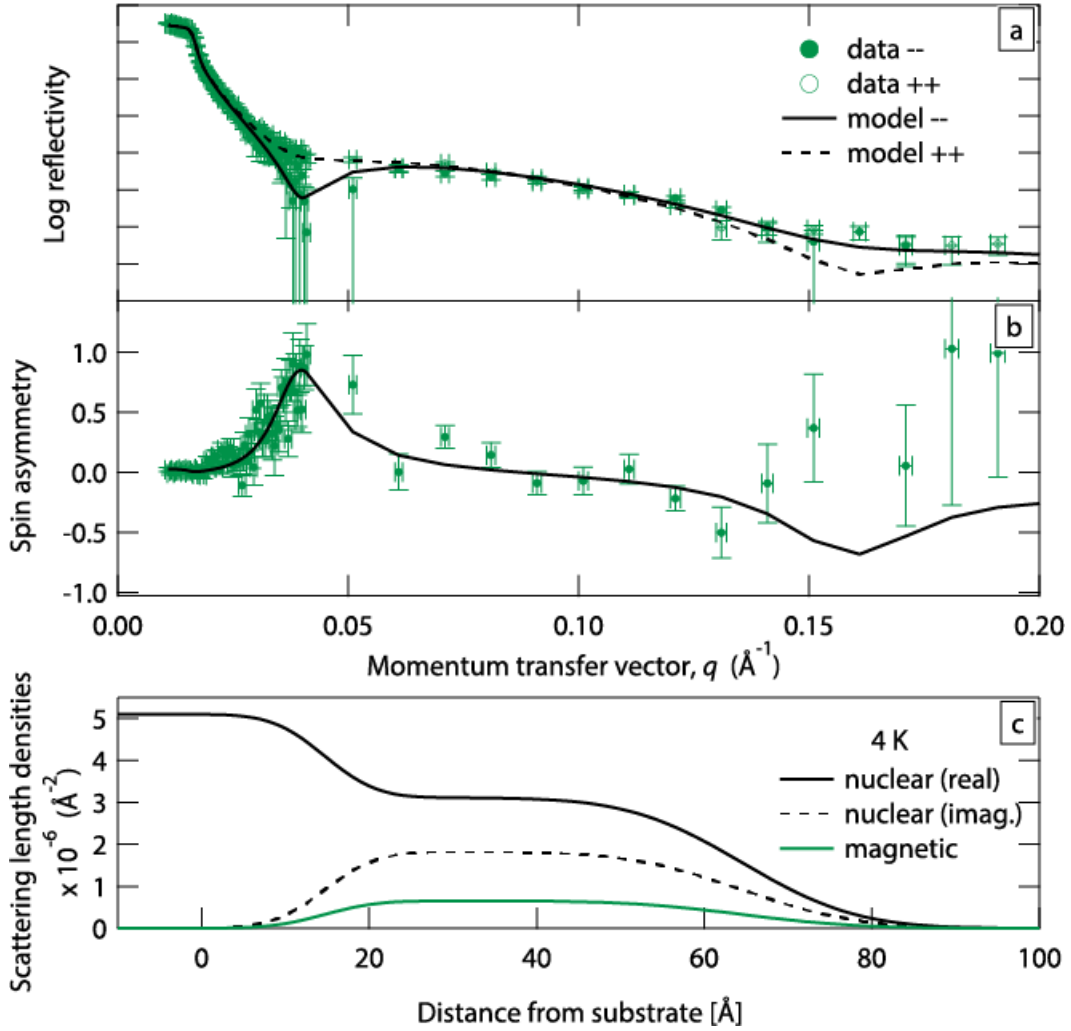 a
data --
data ++
model --
model ++
Log reflectivity
b
1.0
0.5
0.0
-0.5
-1.0
Spin asymmetry
0.00 0.05 0.10 0.15 0.20
Momentum transfer vector, q (Å⁻¹)
c
5
4
3
2
1
0
Scattering length densities
x 10⁻⁶ (Å⁻²)
4 K
nuclear (real)
nuclear (imag.)
magnetic
0 20 40 60 80 100
Distance from substrate [Å]